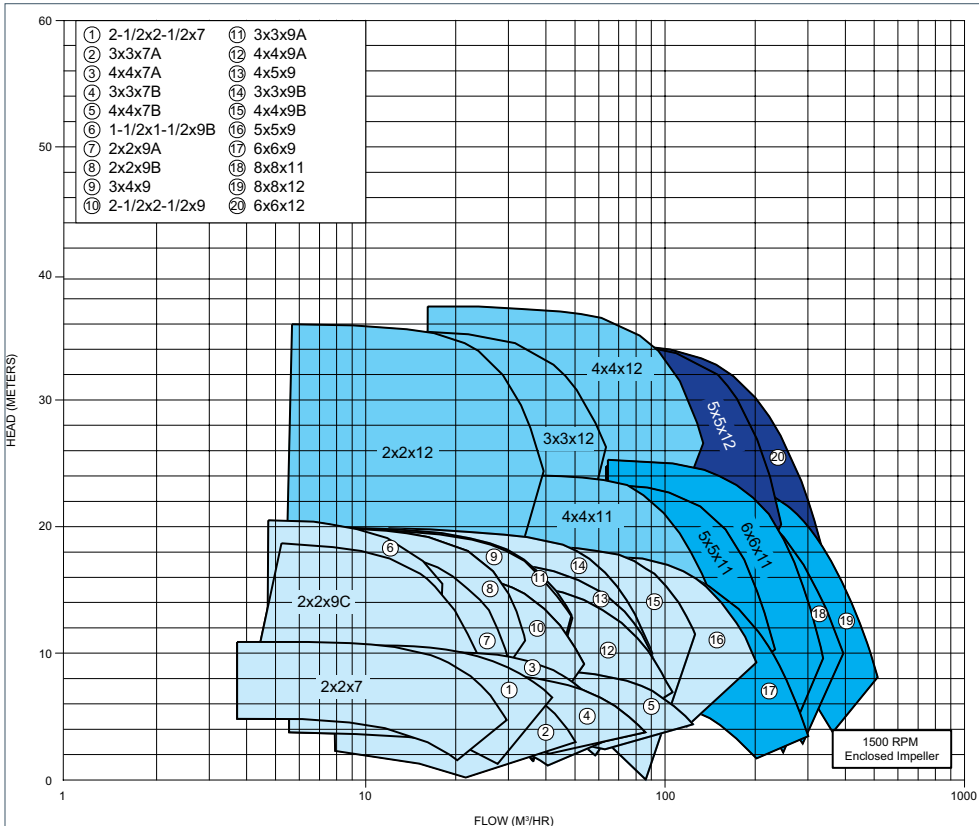 60
50
40
30
20
10
0
HEAD (METERS)
1 2-1/2x2-1/2x7
2 3x3x7A
3 4x4x7A
4 3x3x7B
5 4x4x7B
6 1-1/2x1-1/2x9B
7 2x2x9A
8 2x2x9B
9 3x4x9
10 2-1/2x2-1/2x9
11 3x3x9A
12 4x4x9A
13 4x5x9
14 3x3x9B
15 4x4x9B
16 5x5x9
17 6x6x9
18 8x8x11
19 8x8x12
20 6x6x12
4x4x12
5x5x12
3x3x12
2x2x12
20
4x4x11
5x5x11
6x6x11
6
9
14
11
8
13
15
2x2x9C
18
19
10
7
12
16
3
2x2x7
1
17
5
4
2
1500 RPM
Enclosed Impeller
1
10
100
1000
FLOW (M³/HR)